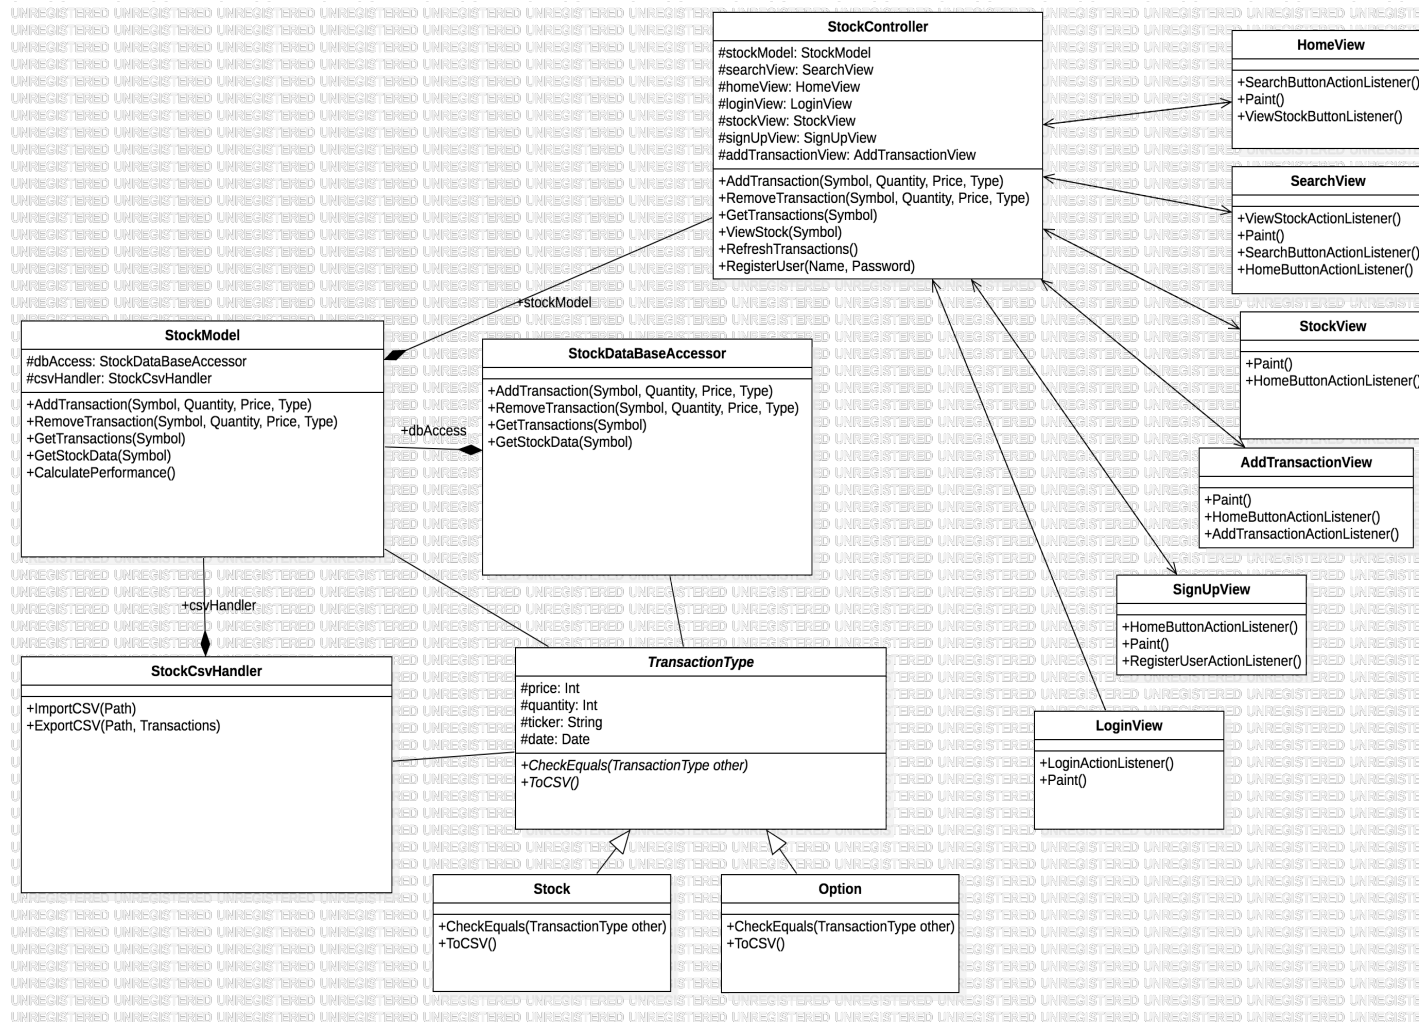 StockController
#stockModel: StockModel
#searchView: SearchView
#homeView: HomeView
#loginView: LoginView
#stockView: StockView
#signUpView: SignUpView
#addTransactionView: AddTransactionView
+AddTransaction(Symbol, Quantity, Price, Type)
+RemoveTransaction(Symbol, Quantity, Price, Type)
+GetTransactions(Symbol)
+ViewStock(Symbol)
+RefreshTransactions()
+RegisterUser(Name, Password)
HomeView
+SearchButtonActionListener()
+Paint()
+ViewStockButtonListener()
SearchView
+ViewStockActionListener()
+Paint()
+SearchButtonActionListener()
+HomeButtonActionListener()
+stockModel
StockModel
#dbAccess: StockDataBaseAccessor
#csvHandler: StockCsvHandler
+AddTransaction(Symbol, Quantity, Price, Type)
+RemoveTransaction(Symbol, Quantity, Price, Type)
+GetTransactions(Symbol)
+GetStockData(Symbol)
+CalculatePerformance()
+dbAccess
StockDataBaseAccessor
+AddTransaction(Symbol, Quantity, Price, Type)
+RemoveTransaction(Symbol, Quantity, Price, Type)
+GetTransactions(Symbol)
+GetStockData(Symbol)
StockView
+Paint()
+HomeButtonActionListener()
AddTransactionView
+Paint()
+HomeButtonActionListener()
+AddTransactionActionListener()
SignUpView
+HomeButtonActionListener()
+Paint()
+RegisterUserActionListener()
+csvHandler
StockCsvHandler
+ImportCSV(Path)
+ExportCSV(Path, Transactions)
TransactionType
#price: Int
#quantity: Int
#ticker: String
#date: Date
+CheckEquals(TransactionType other)
+ToCSV()
LoginView
+LoginActionListener()
+Paint()
Stock
+CheckEquals(TransactionType other)
+ToCSV()
Option
+CheckEquals(TransactionType other)
+ToCSV()
UNREGISTERED